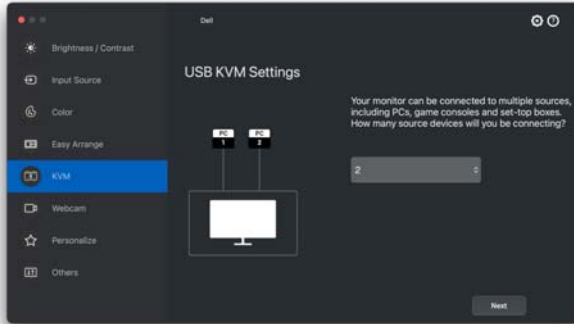 Dell
Brightness / Contrast
Input Source
Color
Easy Arrange
KVM
Webcam
Personalize
Others
USB KVM Settings
PC
1
PC
2
Your monitor can be connected to multiple sources,
including PCs, game consoles and set-top boxes.
How many source devices will you be connecting?
2
Next